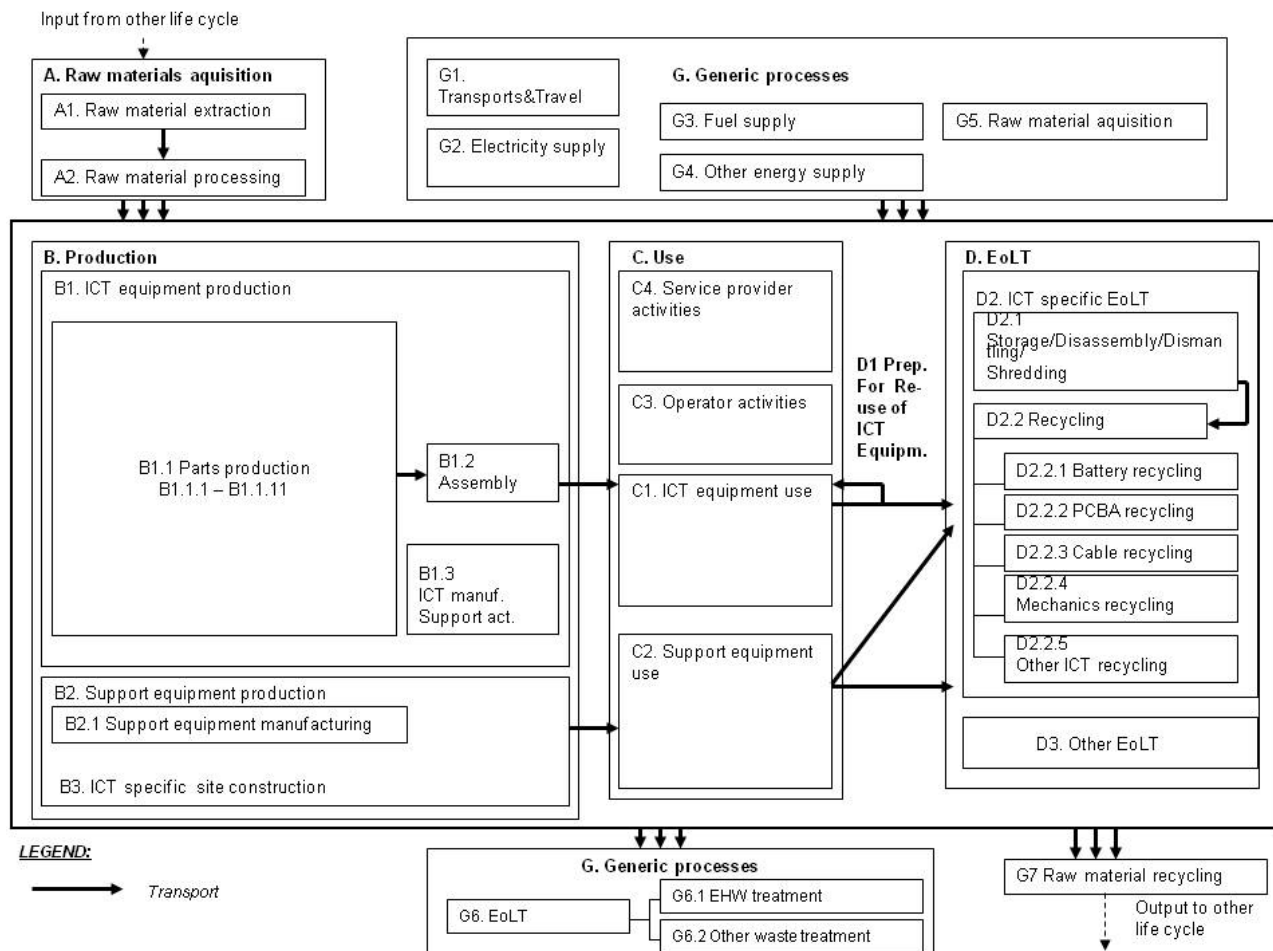 Input from other life cycle
A. Raw materials aquisition
A1. Raw material extraction
A2. Raw material processing
G1.
Transports&Travel
G2. Electricity supply
G. Generic processes
G3. Fuel supply
G4. Other energy supply
G5. Raw material aquisition
B. Production
B1. ICT equipment production
B1.1 Parts production
B1.1.1 – B1.1.11
B1.2
Assembly
B1.3
ICT manuf.
Support act.
B2. Support equipment production
B2.1 Support equipment manufacturing
B3. ICT specific site construction
C. Use
C4. Service provider
activities
C3. Operator activities
C1. ICT equipment use
C2. Support equipment
use
D1 Prep.
For Re-
use of
ICT
Equipm.
D. EoLT
D2. ICT specific EoLT
D2.1
Storage/Disassembly/Disman
tling/
Shredding
D2.2 Recycling
D2.2.1 Battery recycling
D2.2.2 PCBA recycling
D2.2.3 Cable recycling
D2.2.4
Mechanics recycling
D2.2.5
Other ICT recycling
D3. Other EoLT
LEGEND:
Transport
G. Generic processes
G6. EoLT
G6.1 EHW treatment
G6.2 Other waste treatment
G7 Raw material recycling
Output to other
life cycle